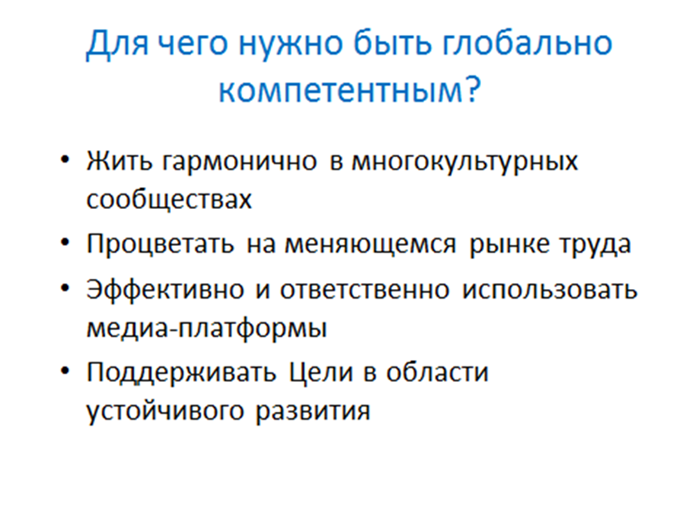 Для чего нужно быть глобально
компетентным?
• Жить гармонично в многокультурных
сообществах
• Процветать на меняющемся рынке труда
• Эффективно и ответственно использовать
медиа-платформы
• Поддерживать Цели в области
устойчивого развития